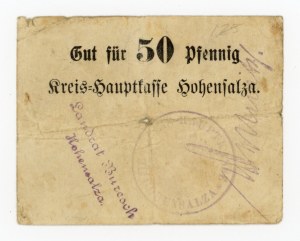 Gut für 50 Pfennig
Kreis-Hauptkasse Hohensalza.
Landrat Buresch
Hohensalza.